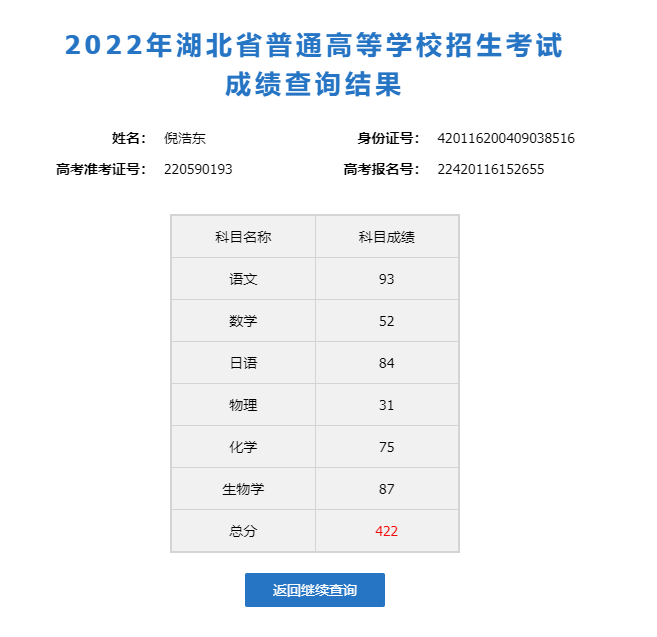 2022年湖北省普通高等学校招生考试
成绩查询结果
姓名： 倪浩东 身份证号： 420116200409038516
高考准考证号： 220590193 高考报名号： 22420116152655
科目名称 科目成绩
语文 93
数学 52
日语 84
物理 31
化学 75
生物学 87
总分 422
返回继续查询